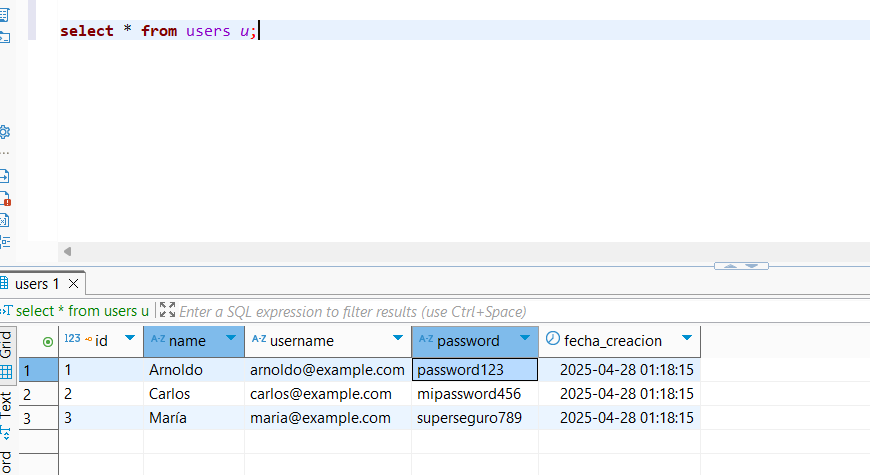 select * from users u;
users 1
select * from users u Enter a SQL expression to filter results (use Ctrl+Space)
Grid
123 id A-Z name A-Z username A-Z password fecha_creacion
1 1 Arnoldo arnoldo@example.com password123 2025-04-28 01:18:15
2 2 Carlos carlos@example.com mipassword456 2025-04-28 01:18:15
3 3 María maria@example.com superseguro789 2025-04-28 01:18:15
Text